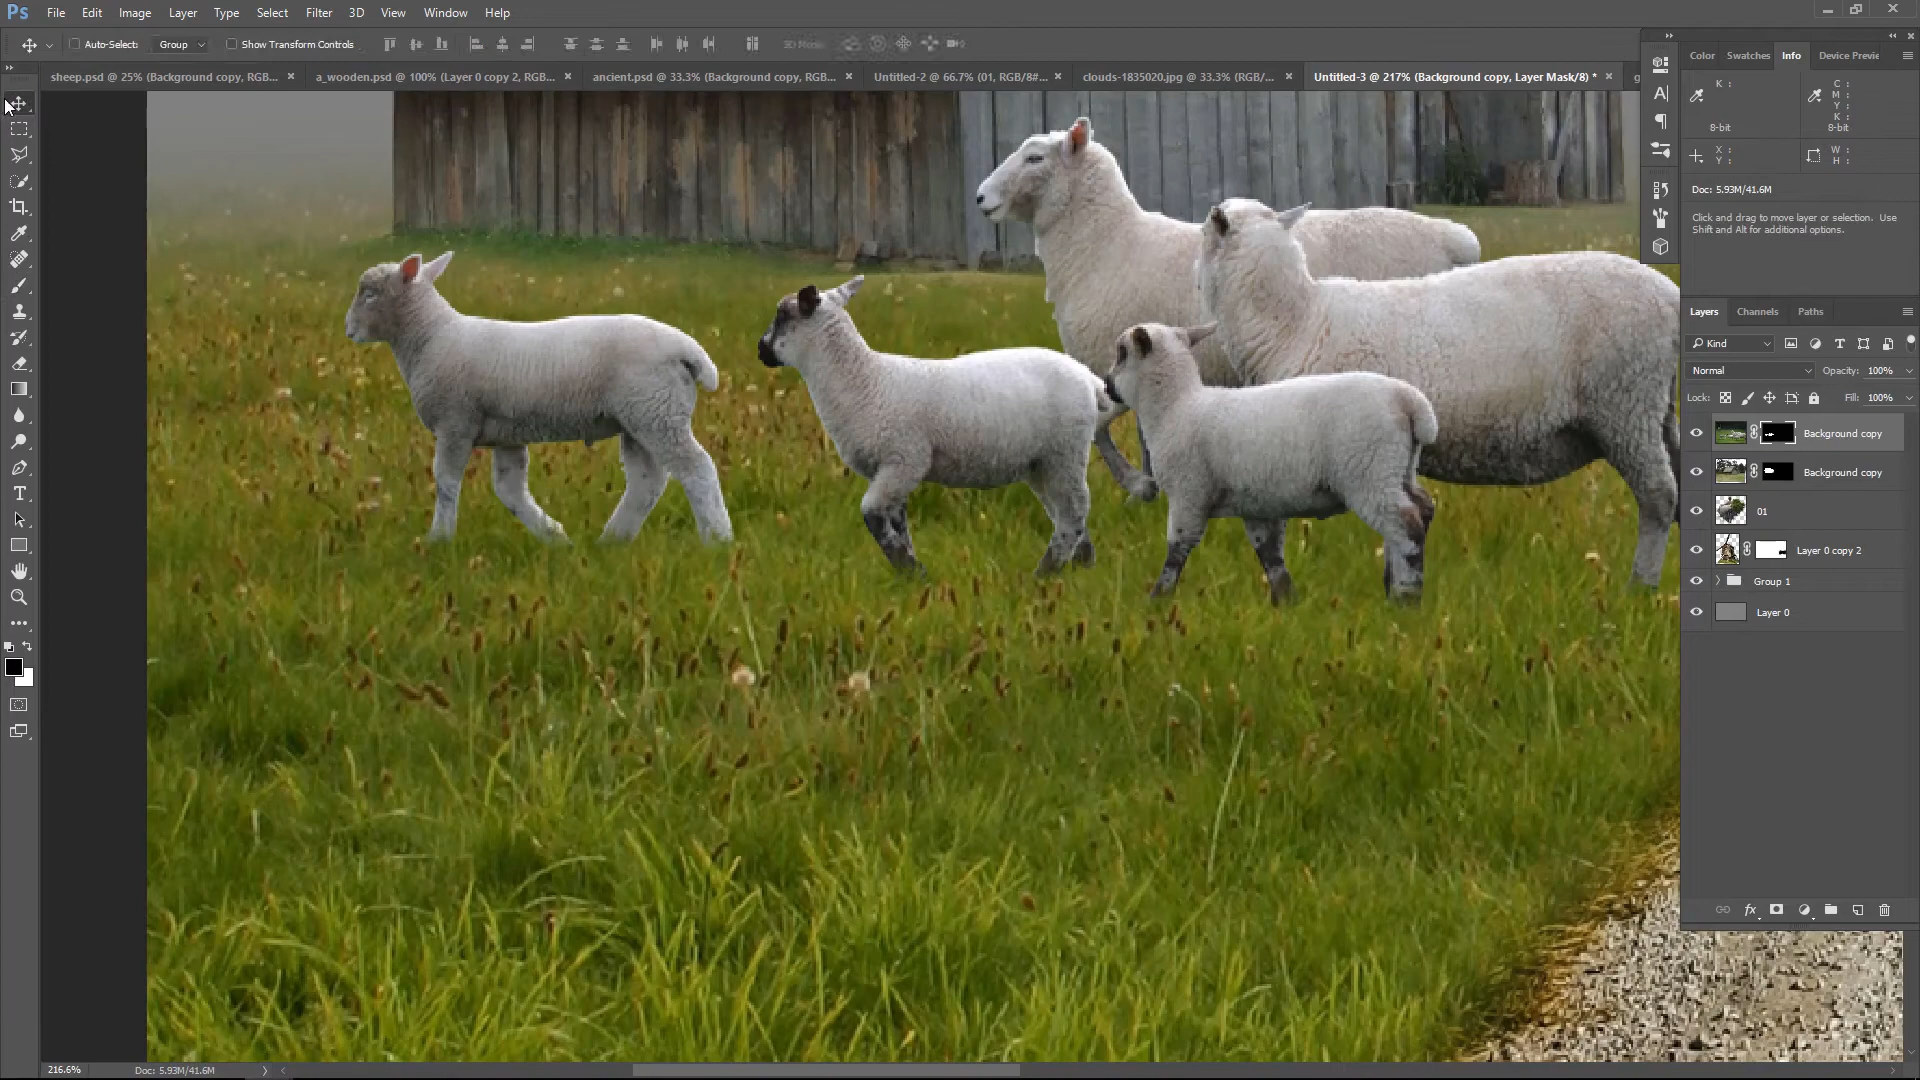 Ps File Edit Image Layer Type Select Filter 3D View Window Help
Auto-Select: Group Show Transform Controls
sheep.psd @ 25% (Background copy, RGB... × a_wooden.psd @ 100% (Layer 0 copy 2, RGB... × ancient.psd @ 33.3% (Background copy, RGB... × Untitled-2 @ 66.7% (01, RGB/8#... × clouds-1835020.jpg @ 33.3% (RGB/... × Untitled-3 @ 217% (Background copy, Layer Mask/8) * ×
Color Swatches Info Device Previe
K :
8-bit
C :
M :
Y :
K :
8-bit
X :
Y :
W :
H :
Doc: 5.93M/41.6M
Click and drag to move layer or selection. Use
Shift and Alt for additional options.
Layers Channels Paths
Kind
Normal Opacity: 100%
Lock: Fill: 100%
Background copy
Background copy
01
Layer 0 copy 2
Group 1
Layer 0
fx
216.6% Doc: 5.93M/41.6M